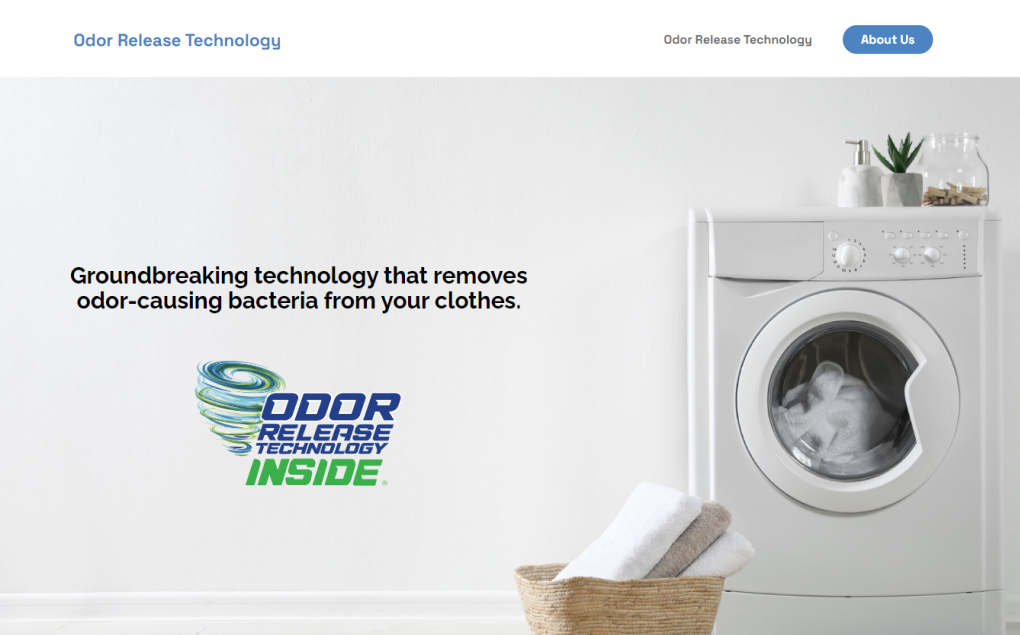 Odor Release Technology
Odor Release Technology
About Us
Groundbreaking technology that removes
odor-causing bacteria from your clothes.
ODOR
RELEASE
TECHNOLOGY
INSIDE